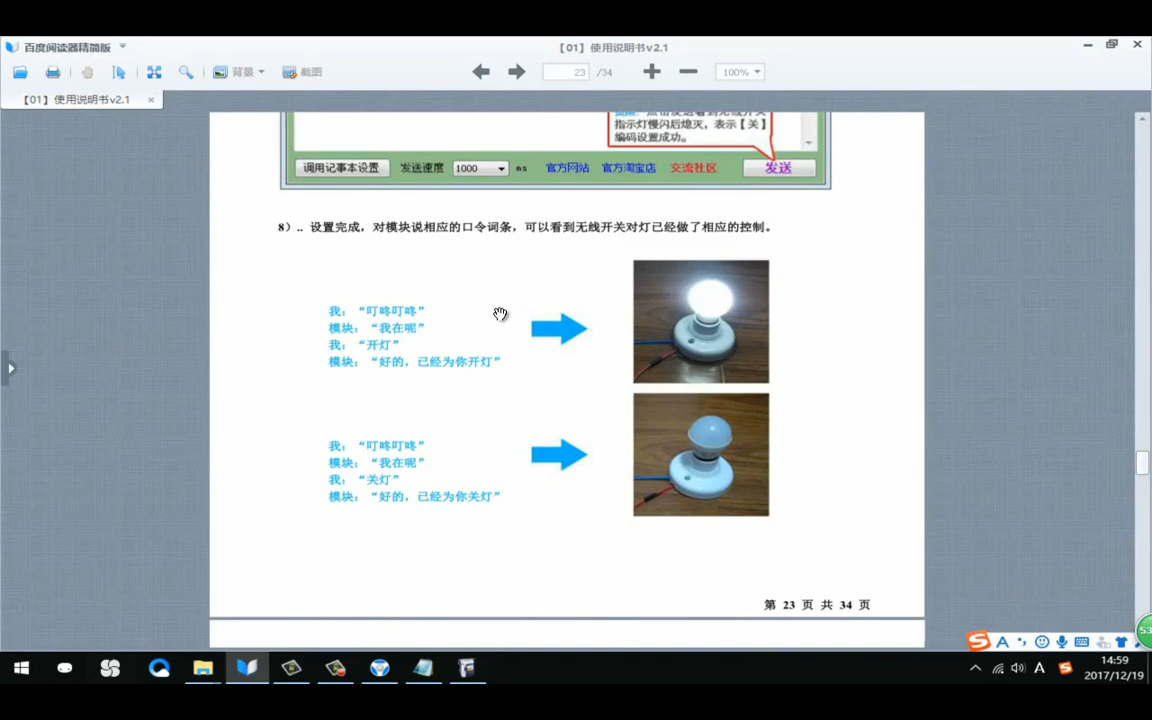 百度阅读器精简版
【01】使用说明书v2.1
背景
截图
23 /34
100%
【01】使用说明书v2.1
指示灯慢闪后熄灭，表示【关】
编码设置成功。
调用记事本设置 发送速度 1000 ms 官方网站 官方淘宝店 交流社区 发送
8）.. 设置完成，对模块说相应的口令词条，可以看到无线开关对灯已经做了相应的控制。
我：“叮咚叮咚”
模块：“我在呢”
我：“开灯”
模块：“好的，已经为你开灯”
我：“叮咚叮咚”
模块：“我在呢”
我：“关灯”
模块：“好的，已经为你关灯”
第 23 页 共 34 页
53
14:59
2017/12/19